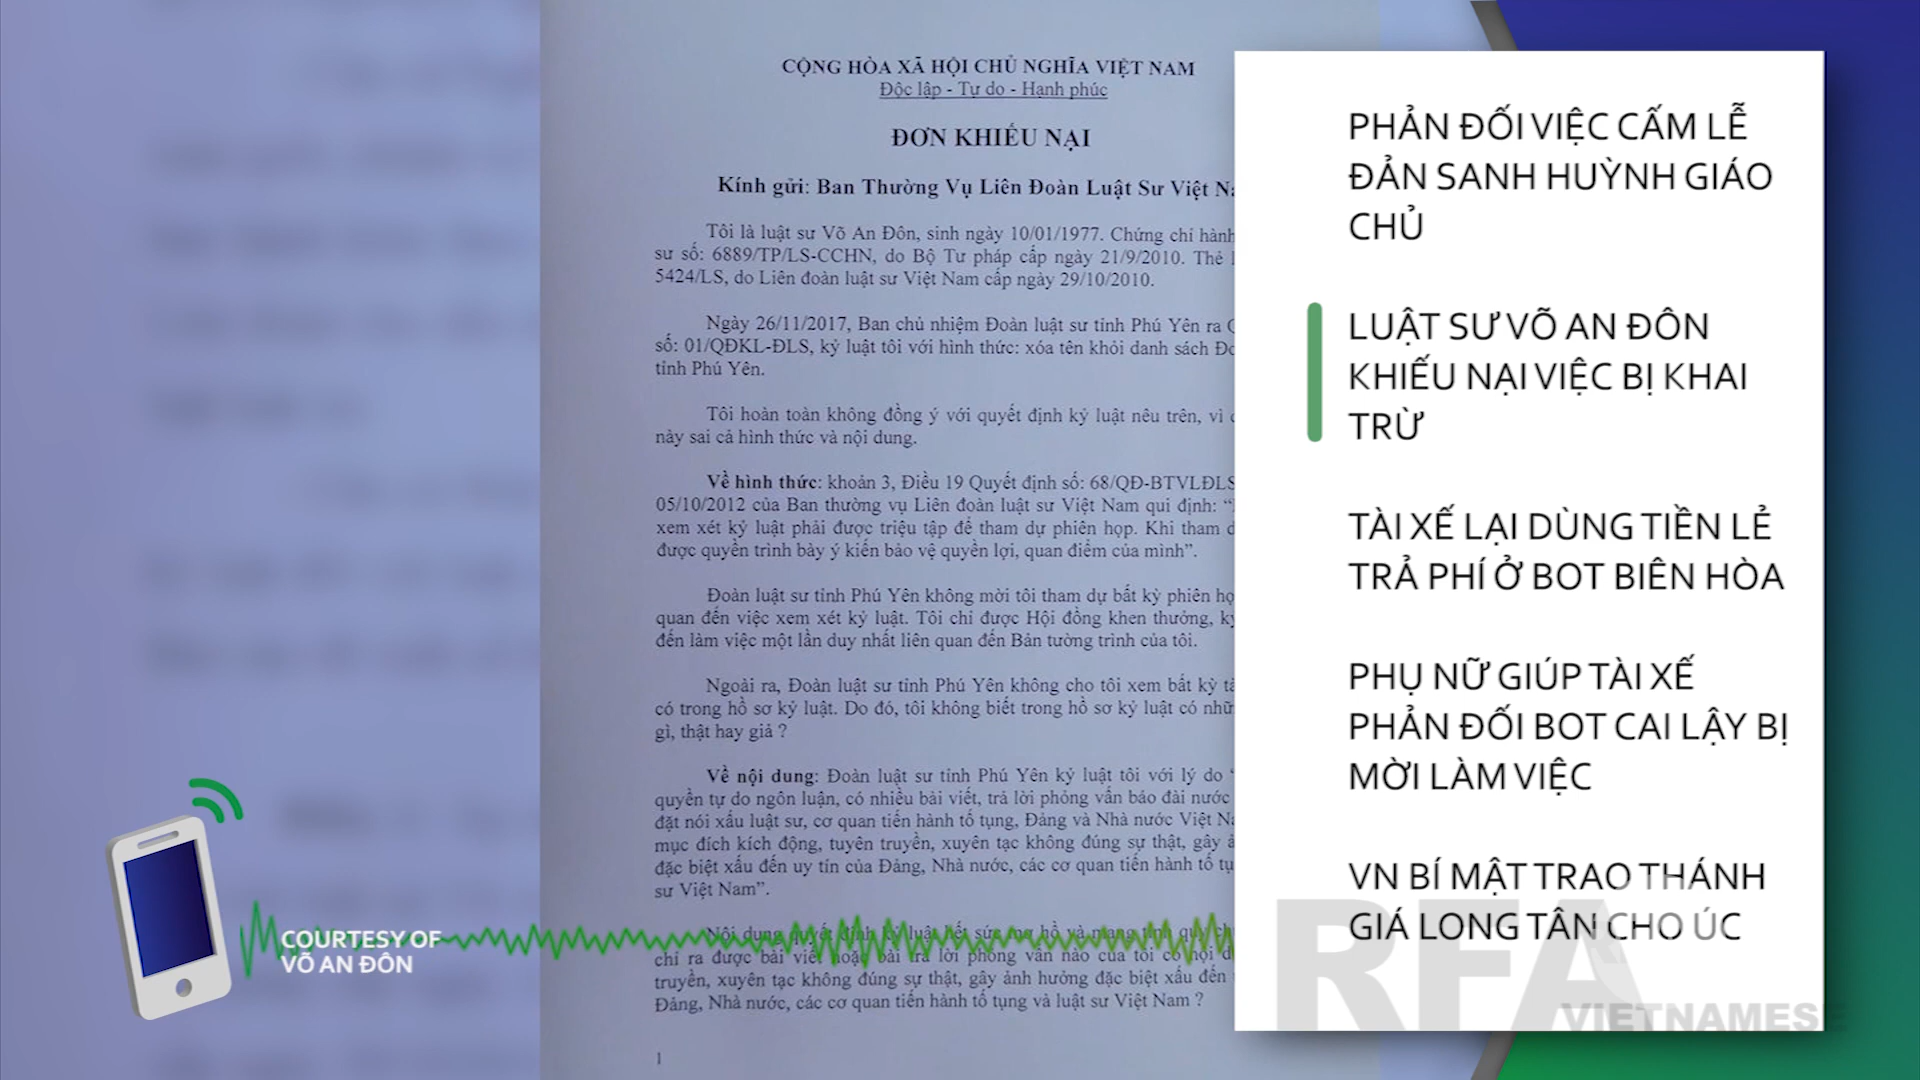 CỘNG HÒA XÃ HỘI CHỦ NGHĨA VIỆT NAM
Độc lập - Tự do - Hạnh phúc
ĐƠN KHIẾU NẠI
Kính gửi: Ban Thường Vụ Liên Đoàn Luật Sư Việt
Tôi là luật sư Võ An Đôn, sinh ngày 10/01/1977. Chứng chỉ hành
sư số: 6889/TP/LS-CCHN, do Bộ Tư pháp cấp ngày 21/9/2010. Thẻ
5424/LS, do Liên đoàn luật sư Việt Nam cấp ngày 29/10/2010.
Ngày 26/11/2017, Ban chủ nhiệm Đoàn luật sư tỉnh Phú Yên ra
số: 01/QĐKL-ĐLS, kỷ luật tôi với hình thức: xóa tên khỏi danh sách
tỉnh Phú Yên.
Tôi hoàn toàn không đồng ý với quyết định kỷ luật nêu trên, vì
này sai cả hình thức và nội dung.
Về hình thức: khoản 3, Điều 19 Quyết định số: 68/QĐ-BTVLĐLS
05/10/2012 của Ban thường vụ Liên đoàn luật sư Việt Nam qui định: “
xem xét kỷ luật phải được triệu tập để tham dự phiên họp. Khi tham
được quyền trình bày ý kiến bảo vệ quyền lợi, quan điểm của mình”.
Đoàn luật sư tỉnh Phú Yên không mời tôi tham dự bất kỳ phiên
quan đến việc xem xét kỷ luật. Tôi chỉ được Hội đồng khen thưởng,
đến làm việc một lần duy nhất liên quan đến Bản tường trình của tôi.
Ngoài ra, Đoàn luật sư tỉnh Phú Yên không cho tôi xem bất kỳ
có trong hồ sơ kỷ luật. Do đó, tôi không biết trong hồ sơ kỷ luật có
gì, thật hay giả ?
Về nội dung: Đoàn luật sư tỉnh Phú Yên kỷ luật tôi với lý do “
quyền tự do ngôn luận, có nhiều bài viết, trả lời phỏng vấn báo đài nước
đặt nói xấu luật sư, cơ quan tiến hành tố tụng, Đảng và Nhà nước Việt
mục đích kích động, tuyên truyền, xuyên tạc không đúng sự thật, gây
đặc biệt xấu đến uy tín của Đảng, Nhà nước, các cơ quan tiến hành tố
sư Việt Nam”.
Nội dung quyết định kỷ luật hết sức mơ hồ và mang tính quy
chỉ ra được bài viết hoặc bài trả lời phỏng vấn nào của tôi có nội
truyền, xuyên tạc không đúng sự thật, gây ảnh hưởng đặc biệt xấu đến
Đảng, Nhà nước, các cơ quan tiến hành tố tụng và luật sư Việt Nam ?
1
COURTESY OF
VÕ AN ĐÔN
PHẢN ĐỐI VIỆC CẤM LỄ
ĐẢN SANH HUỲNH GIÁO
CHỦ
LUẬT SƯ VÕ AN ĐÔN
KHIẾU NẠI VIỆC BỊ KHAI
TRỪ
TÀI XẾ LẠI DÙNG TIỀN LẺ
TRẢ PHÍ Ở BOT BIÊN HÒA
PHỤ NỮ GIÚP TÀI XẾ
PHẢN ĐỐI BOT CAI LẬY BỊ
MỜI LÀM VIỆC
VN BÍ MẬT TRAO THÁNH
GIÁ LONG TÂN CHO ÚC
RFA
VIETNAMESE